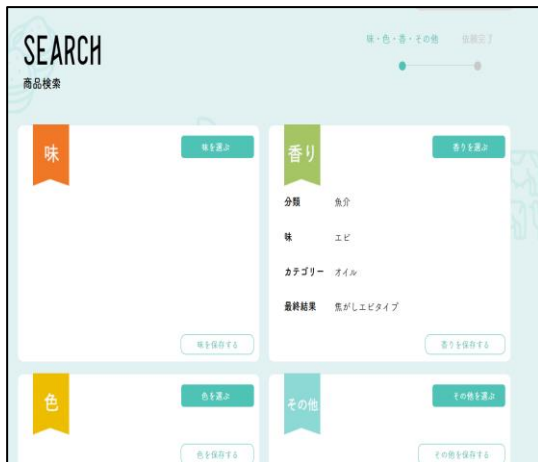 SEARCH
商品検索
味・色・香・その他 依頼完了
味
味を選ぶ
味を保存する
香り
香りを選ぶ
分類 魚介
味 エビ
カテゴリー オイル
最終結果 焦がしエビタイプ
香りを保存する
色
色を選ぶ
色を保存する
その他
その他を選ぶ
その他を保存する